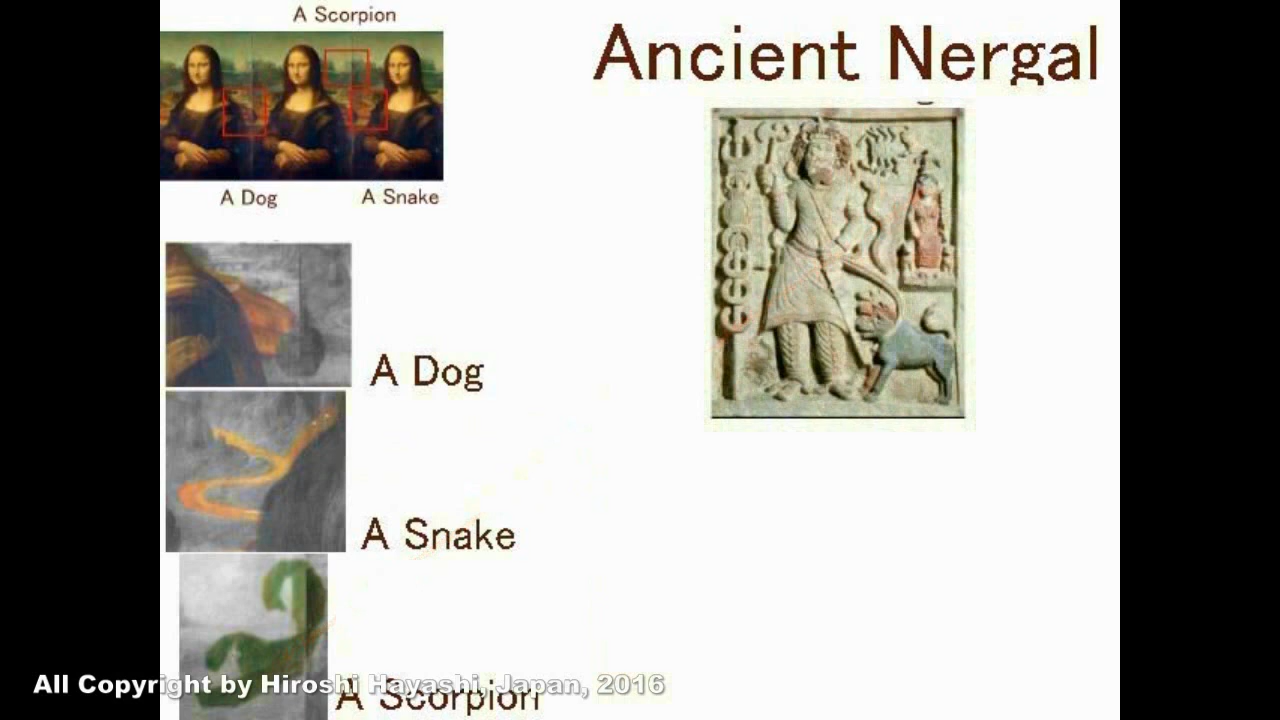 A Scorpion
Ancient Nergal
A Dog
A Snake
A Dog
A Snake
A Scorpion
All Copyright by Hiroshi Hayashi, Japan, 2016